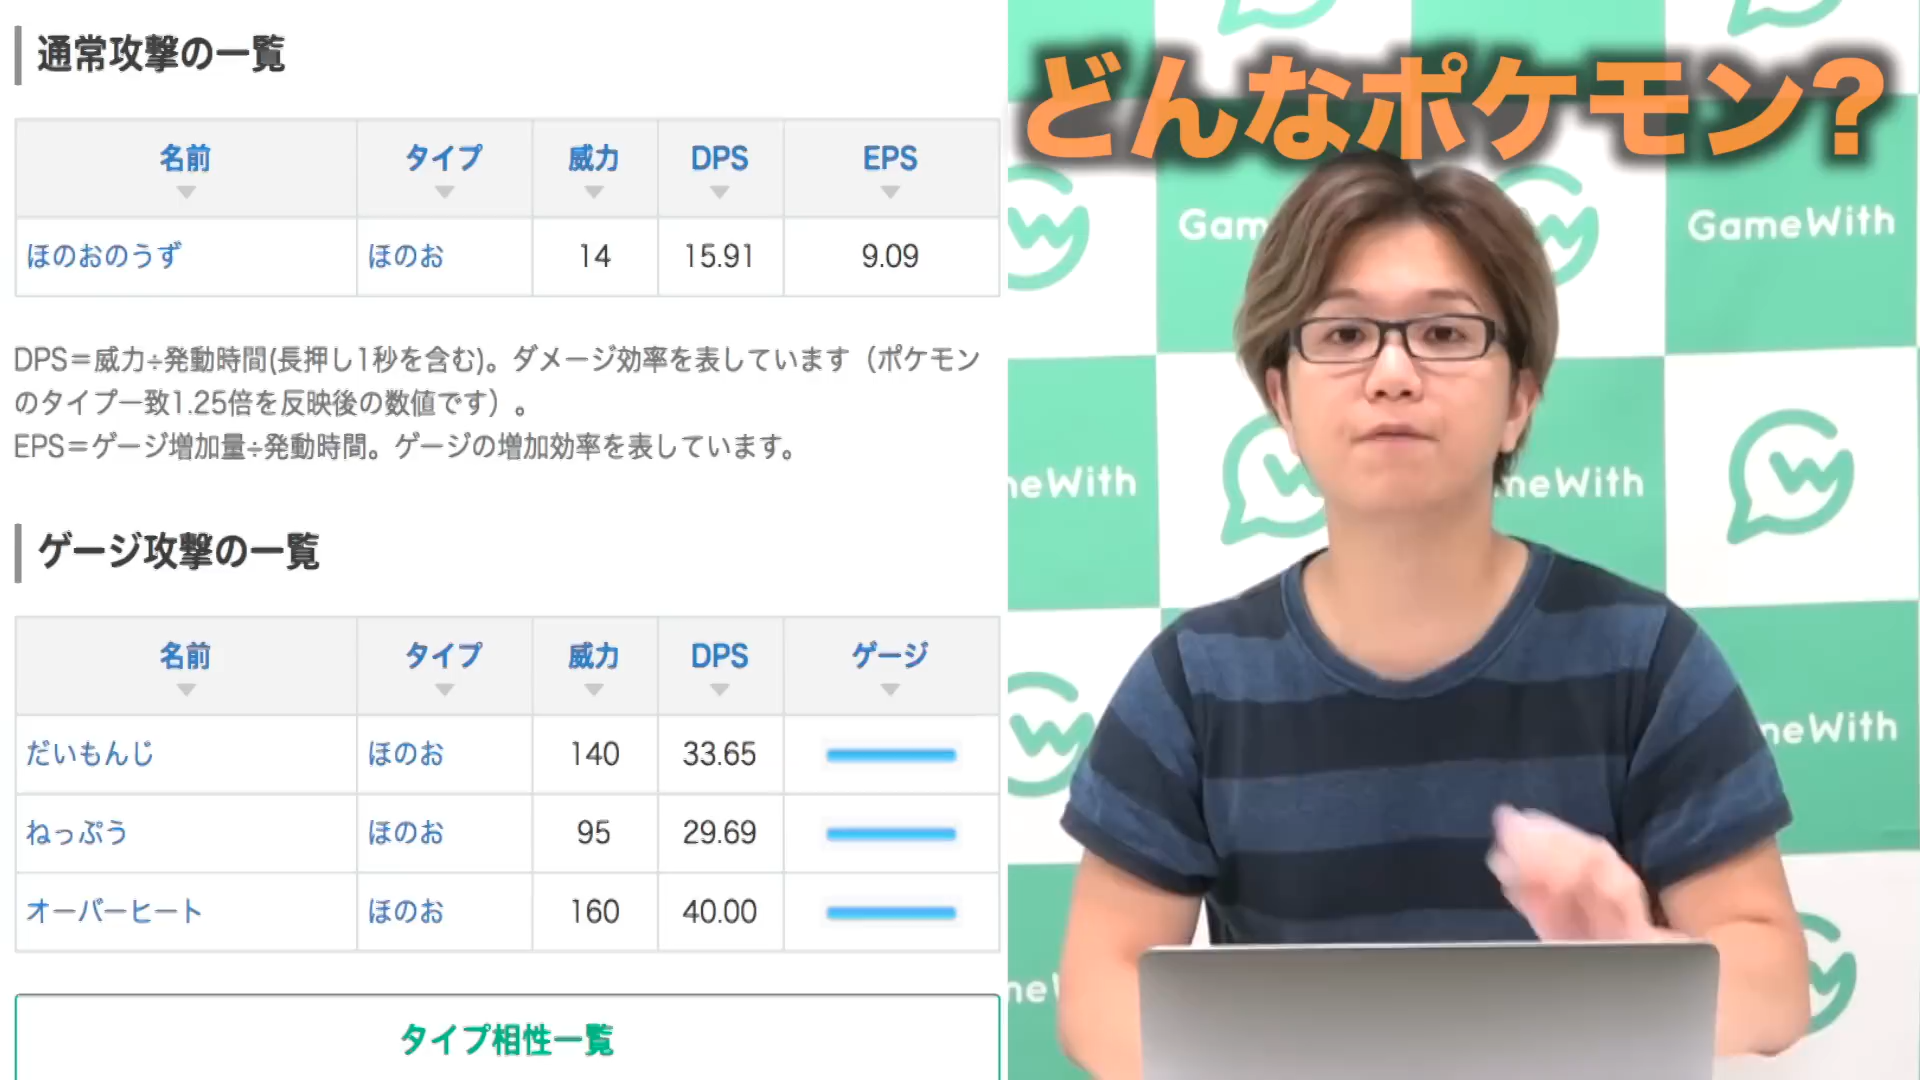 通常攻撃の一覧
名前 タイプ 威力 DPS EPS
ほのおのうず ほのお 14 15.91 9.09
DPS＝威力÷発動時間(長押し1秒を含む)。ダメージ効率を表しています（ポケモン
のタイプ一致1.25倍を反映後の数値です）。
EPS＝ゲージ増加量÷発動時間。ゲージの増加効率を表しています。
ゲージ攻撃の一覧
名前 タイプ 威力 DPS ゲージ
だいもんじ ほのお 140 33.65
ねっぷう ほのお 95 29.69
オーバーヒート ほのお 160 40.00
タイプ相性一覧
どんなポケモン?
Gam
GameWith
neWith
meWith
neWith
ne